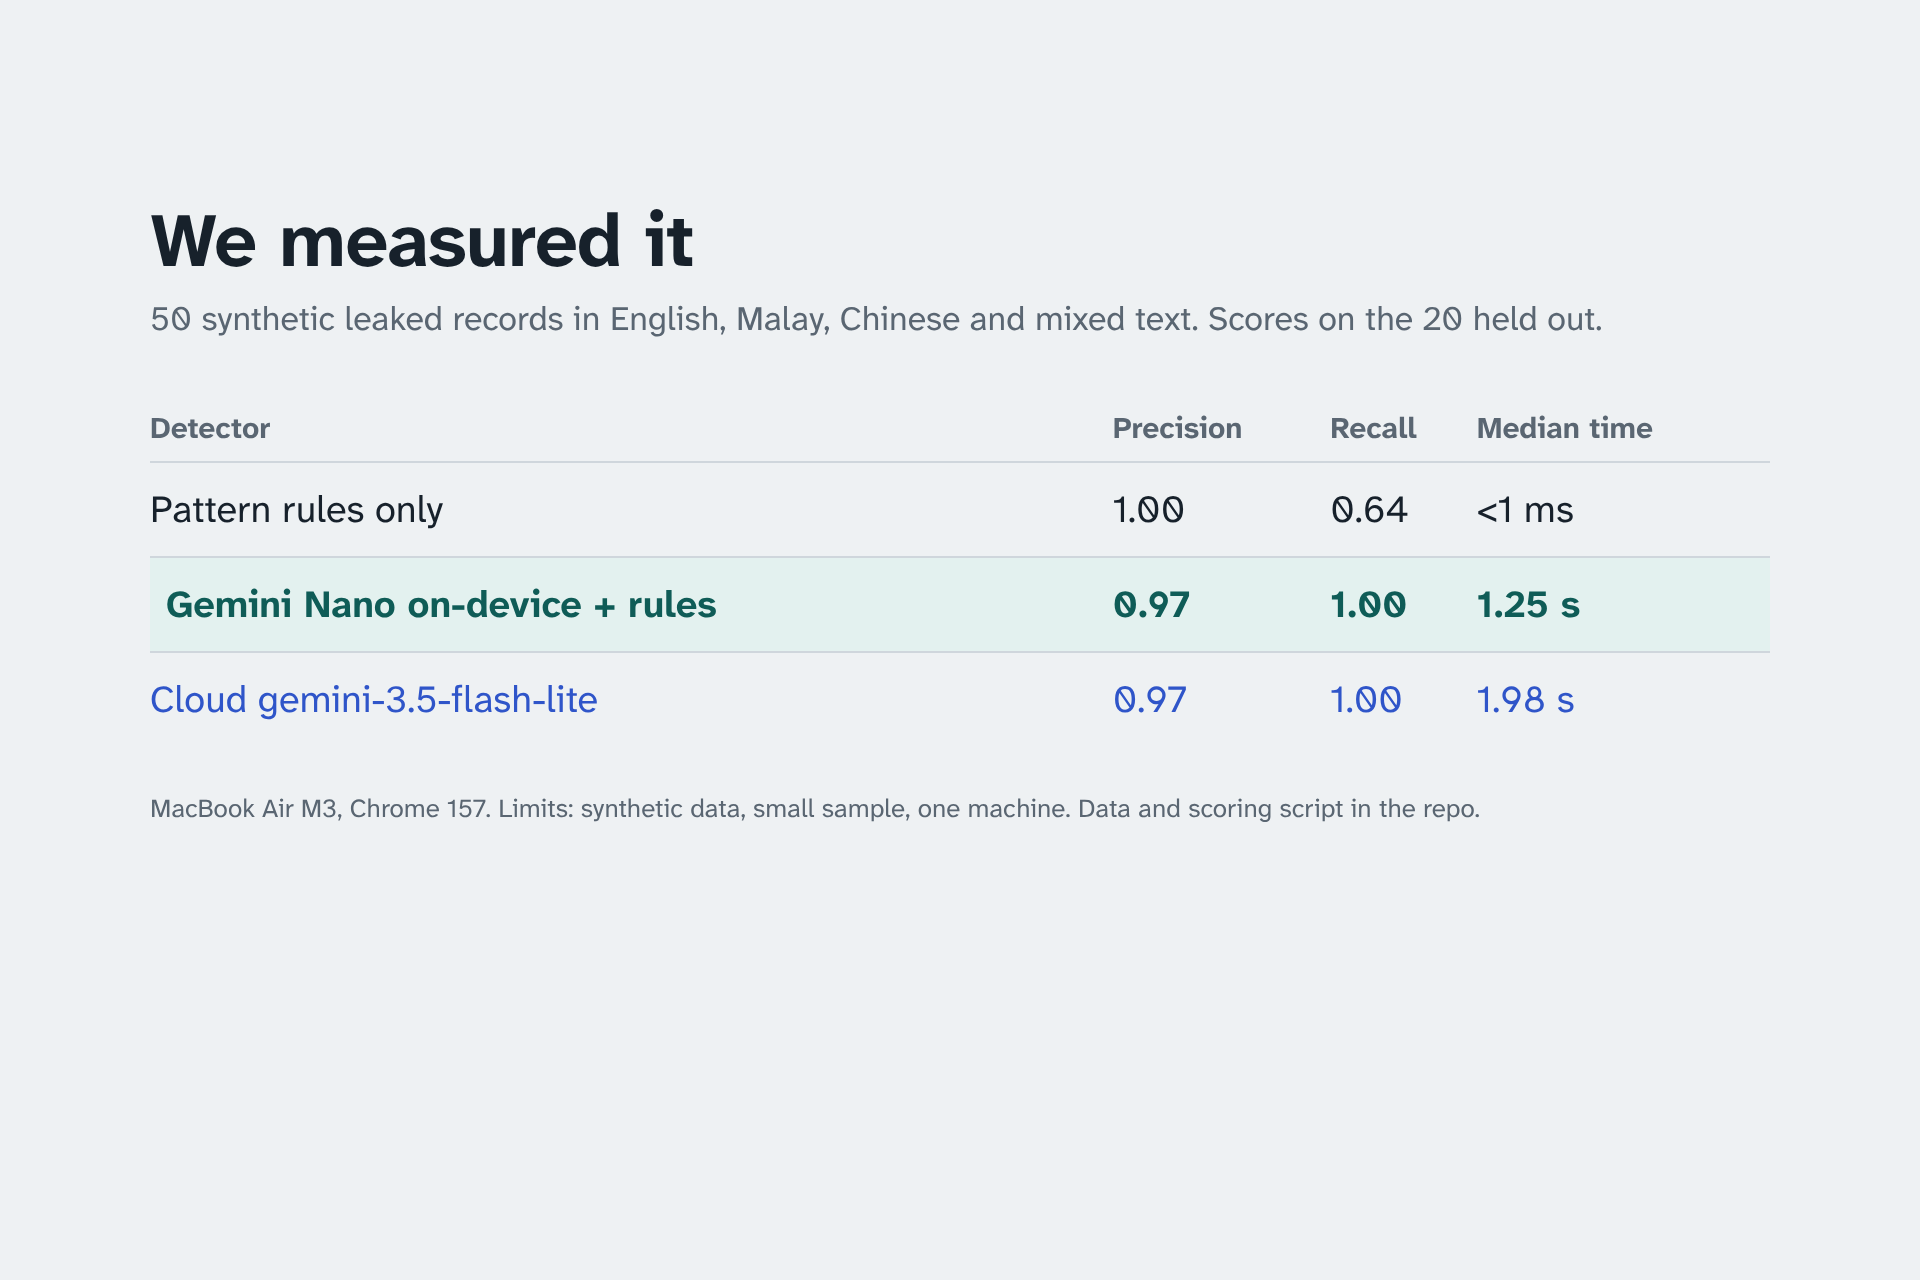 We measured it
50 synthetic leaked records in English, Malay, Chinese and mixed text. Scores on the 20 held out.
Detector Precision Recall Median time
Pattern rules only 1.00 0.64 <1 ms
Gemini Nano on-device + rules 0.97 1.00 1.25 s
Cloud gemini-3.5-flash-lite 0.97 1.00 1.98 s
MacBook Air M3, Chrome 157. Limits: synthetic data, small sample, one machine. Data and scoring script in the repo.